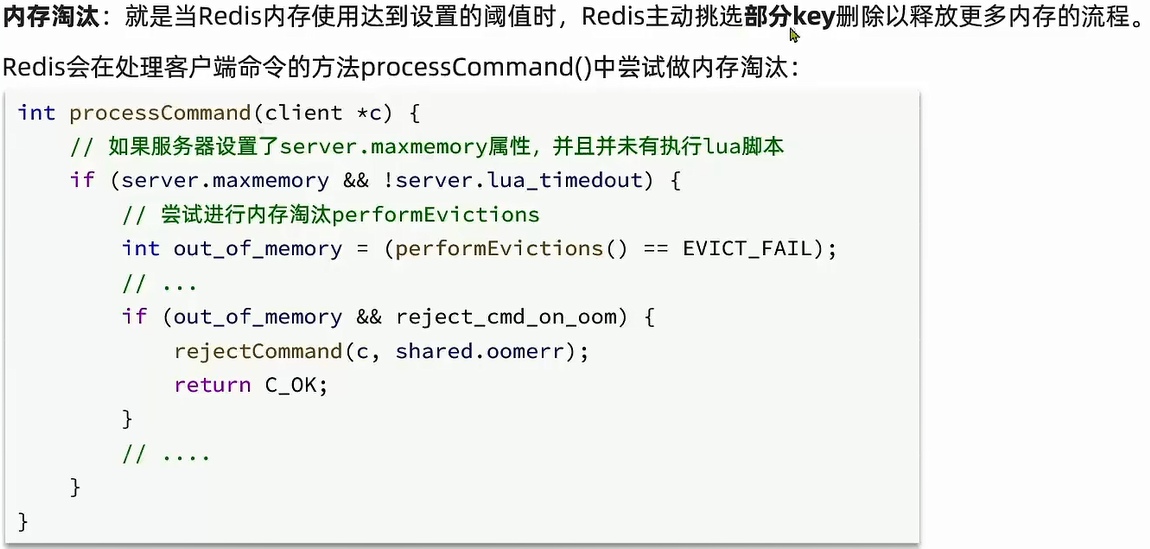 内存淘汰：就是当Redis内存使用达到设置的阈值时，Redis主动挑选部分key删除以释放更多内存的流程。
Redis会在处理客户端命令的方法processCommand()中尝试做内存淘汰：
int processCommand(client *c) {
    // 如果服务器设置了server.maxmemory属性，并且并未有执行lua脚本
    if (server.maxmemory && !server.lua_timedout) {
        // 尝试进行内存淘汰performEvictions
        int out_of_memory = (performEvictions() == EVICT_FAIL);
        // ...
        if (out_of_memory && reject_cmd_on_oom) {
            rejectCommand(c, shared.oomerr);
            return C_OK;
        }
        // ....
    }
}